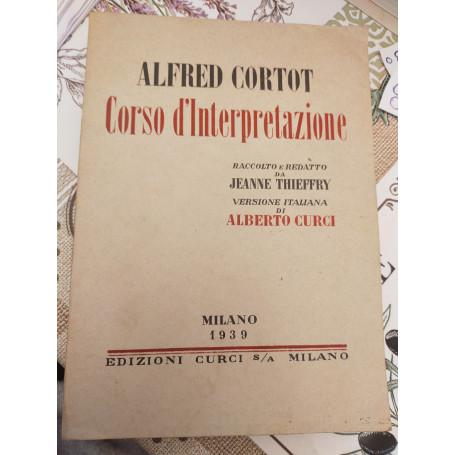 ALFRED CORTOT
Corso d'Interpretazione
RACCOLTO E REDATTO
DA
JEANNE THIEFFRY
VERSIONE ITALIANA
DI
ALBERTO CURCI
MILANO
1939
EDIZIONI CURCI S/A MILANO